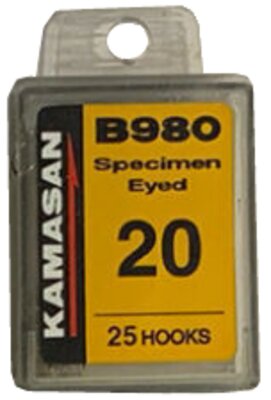 KAMASAN
B980
Specimen
Eyed
20
25 HOOKS